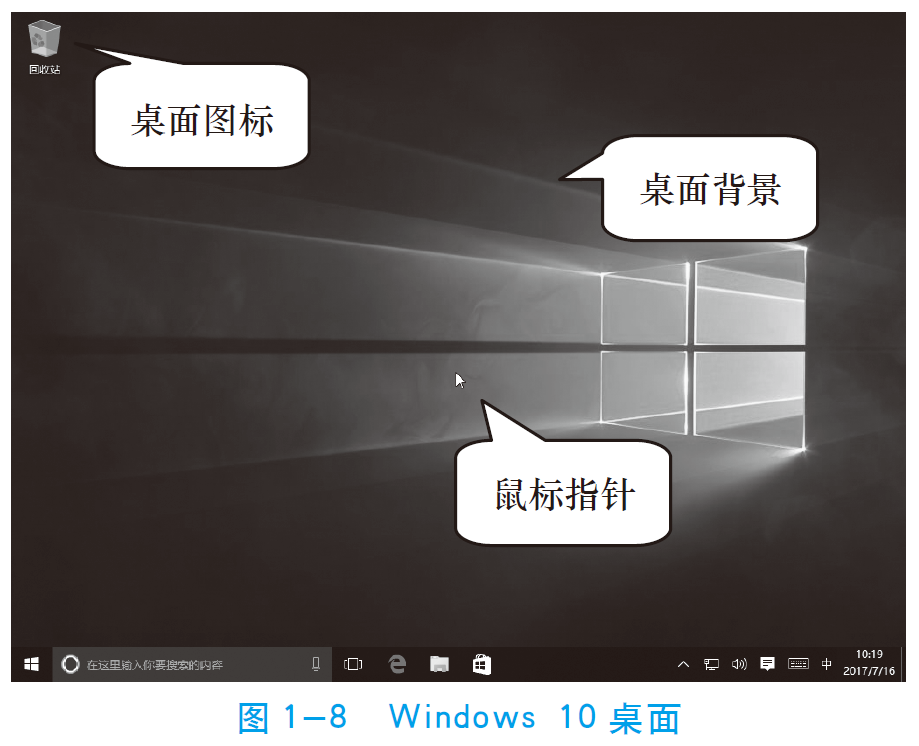 回收站
桌面图标
桌面背景
鼠标指针
在这里输入你要搜索的内容
中
10:19
2017/7/16
图 1-8 Windows 10 桌面